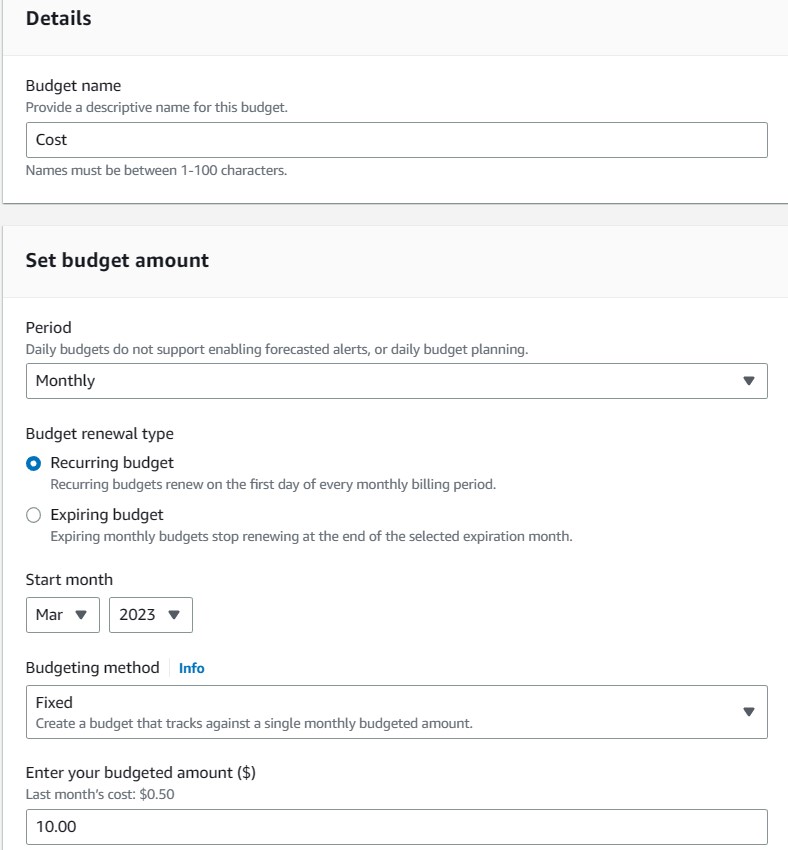 Details
Budget name
Provide a descriptive name for this budget.
Cost
Names must be between 1-100 characters.
Set budget amount
Period
Daily budgets do not support enabling forecasted alerts, or daily budget planning.
Monthly
Budget renewal type
Recurring budget
Recurring budgets renew on the first day of every monthly billing period.
Expiring budget
Expiring monthly budgets stop renewing at the end of the selected expiration month.
Start month
Mar 2023
Budgeting method Info
Fixed
Create a budget that tracks against a single monthly budgeted amount.
Enter your budgeted amount ($)
Last month's cost: $0.50
10.00